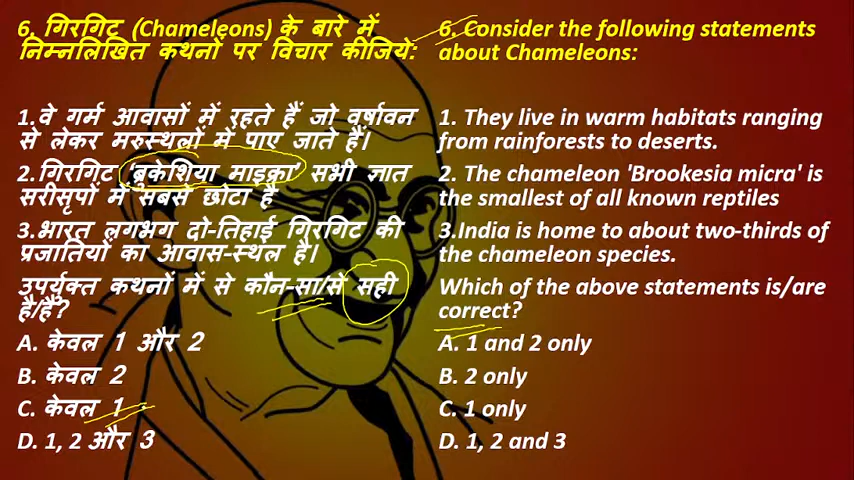 6. गिरगिट (Chameleons) के बारे में
निम्नलिखित कथनों पर विचार कीजिये:
1.वे गर्म आवासों में रहते हैं जो वर्षावन
से लेकर मरुस्थलों में पाए जाते हैं।
2.गिरगिट 'ब्रुकेशिया माइक्रा' सभी ज्ञात
सरीसृपों में सबसे छोटा है
3.भारत लगभग दो-तिहाई गिरगिट की
प्रजातियों का आवास-स्थल है।
उपर्युक्त कथनों में से कौन-सा/से सही
है/हैं?
A. केवल 1 और 2
B. केवल 2
C. केवल 1
D. 1, 2 और 3
6. Consider the following statements
about Chameleons:
1. They live in warm habitats ranging
from rainforests to deserts.
2. The chameleon 'Brookesia micra' is
the smallest of all known reptiles
3.India is home to about two-thirds of
the chameleon species.
Which of the above statements is/are
correct?
A. 1 and 2 only
B. 2 only
C. 1 only
D. 1, 2 and 3